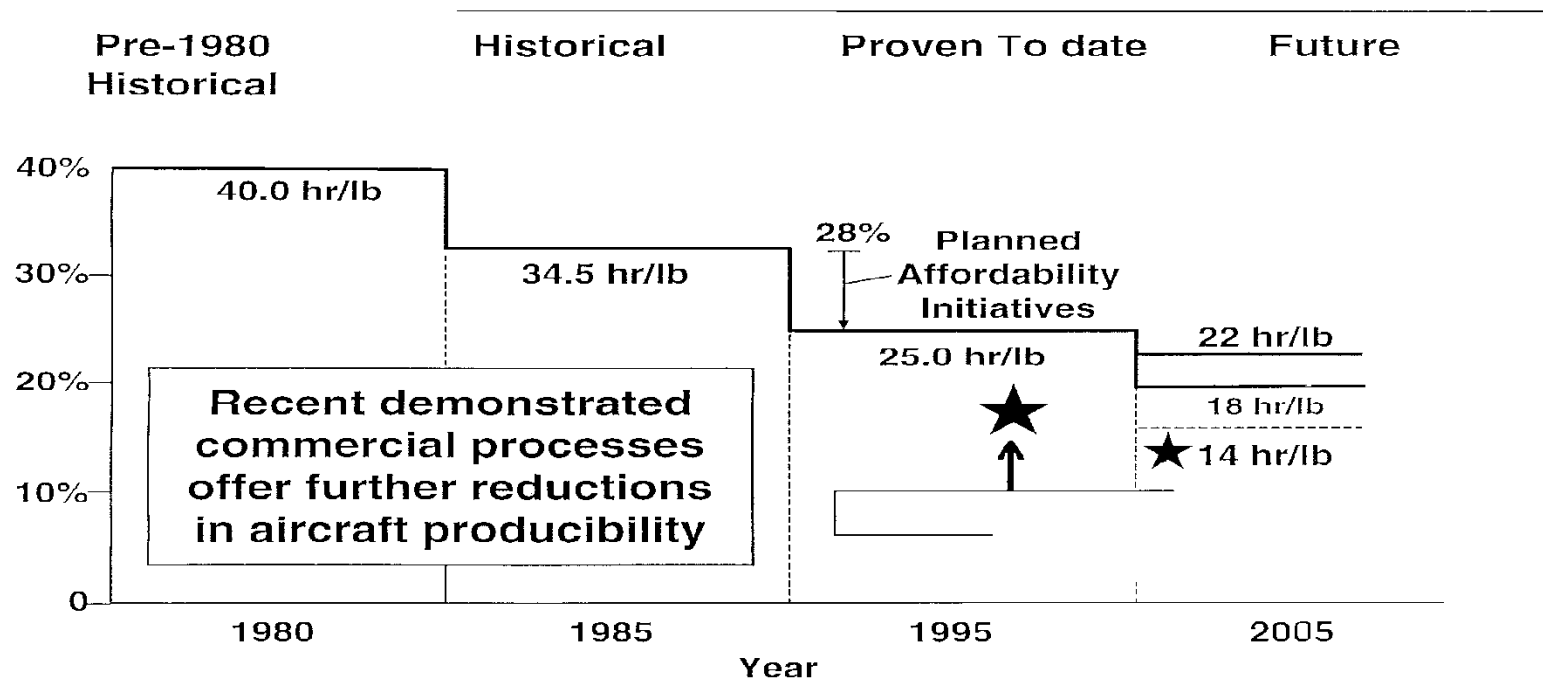 Pre-1980
Historical
Historical
Proven To date
Future
40%
40.0 hr/lb
28%
Planned
Affordability
Initiatives
30%
34.5 hr/lb
25.0 hr/lb
22 hr/lb
20%
18 hr/lb
14 hr/lb
Recent demonstrated
commercial processes
offer further reductions
in aircraft producibility
10%
0
1980
1985
1995
2005
Year